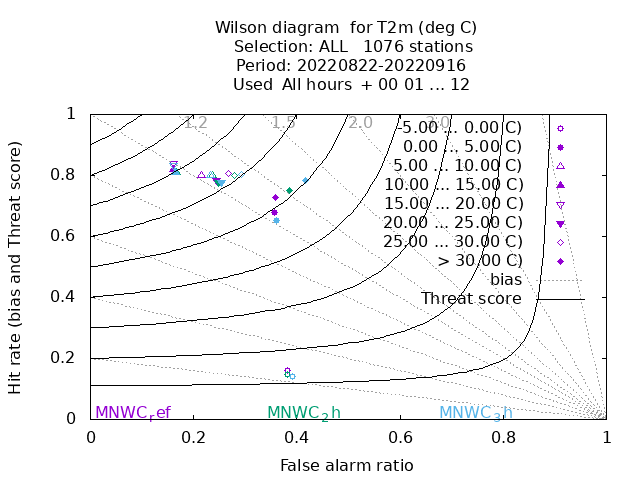 Wilson diagram  for T2m (deg C)
Selection: ALL   1076 stations
Period: 20220822-20220916
Used  All hours  + 00 01 ... 12
Hit rate (bias and Threat score)
1
0.8
0.6
0.4
0.2
0
1.2
1.5
2.0
3.0
-5.00 ... 0.00 C)
0.00 ... 5.00 C)
5.00 ... 10.00 C)
10.00 ... 15.00 C)
15.00 ... 20.00 C)
20.00 ... 25.00 C)
25.00 ... 30.00 C)
> 30.00 C)
bias
Threat score
MNWC_ref
MNWC_2h
MNWC_3h
0
0.2
0.4
0.6
0.8
1
False alarm ratio